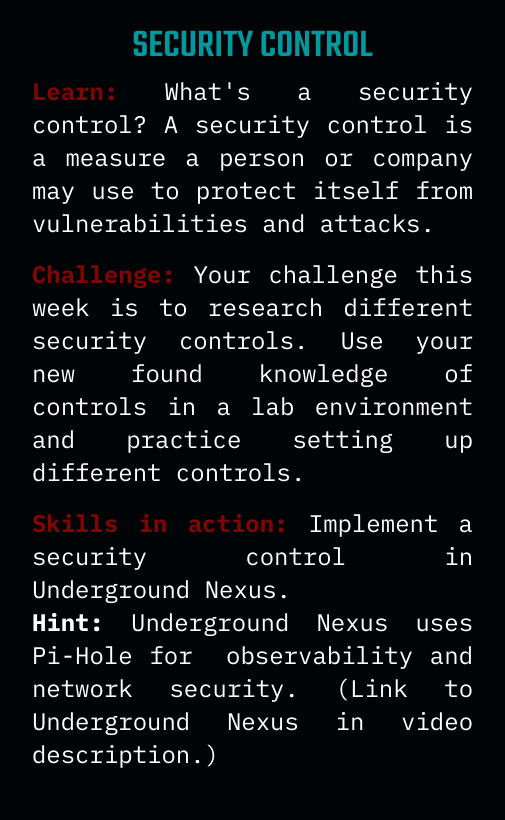 SECURITY CONTROL
Learn: What's a security
control? A security control is
a measure a person or company
may use to protect itself from
vulnerabilities and attacks.
Challenge: Your challenge this
week is to research different
security controls. Use your
new found knowledge of
controls in a lab environment
and practice setting up
different controls.
Skills in action: Implement a
security control in
Underground Nexus.
Hint: Underground Nexus uses
Pi-Hole for observability and
network security. (Link to
Underground Nexus in video
description.)